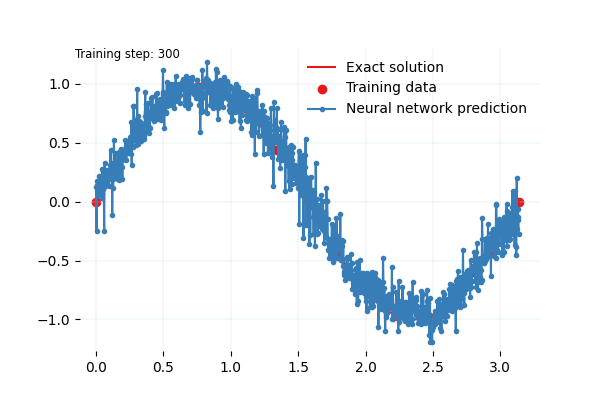 Training step: 300
Exact solution
Training data
Neural network prediction
1.0
0.5
0.0
−0.5
−1.0
0.0 0.5 1.0 1.5 2.0 2.5 3.0